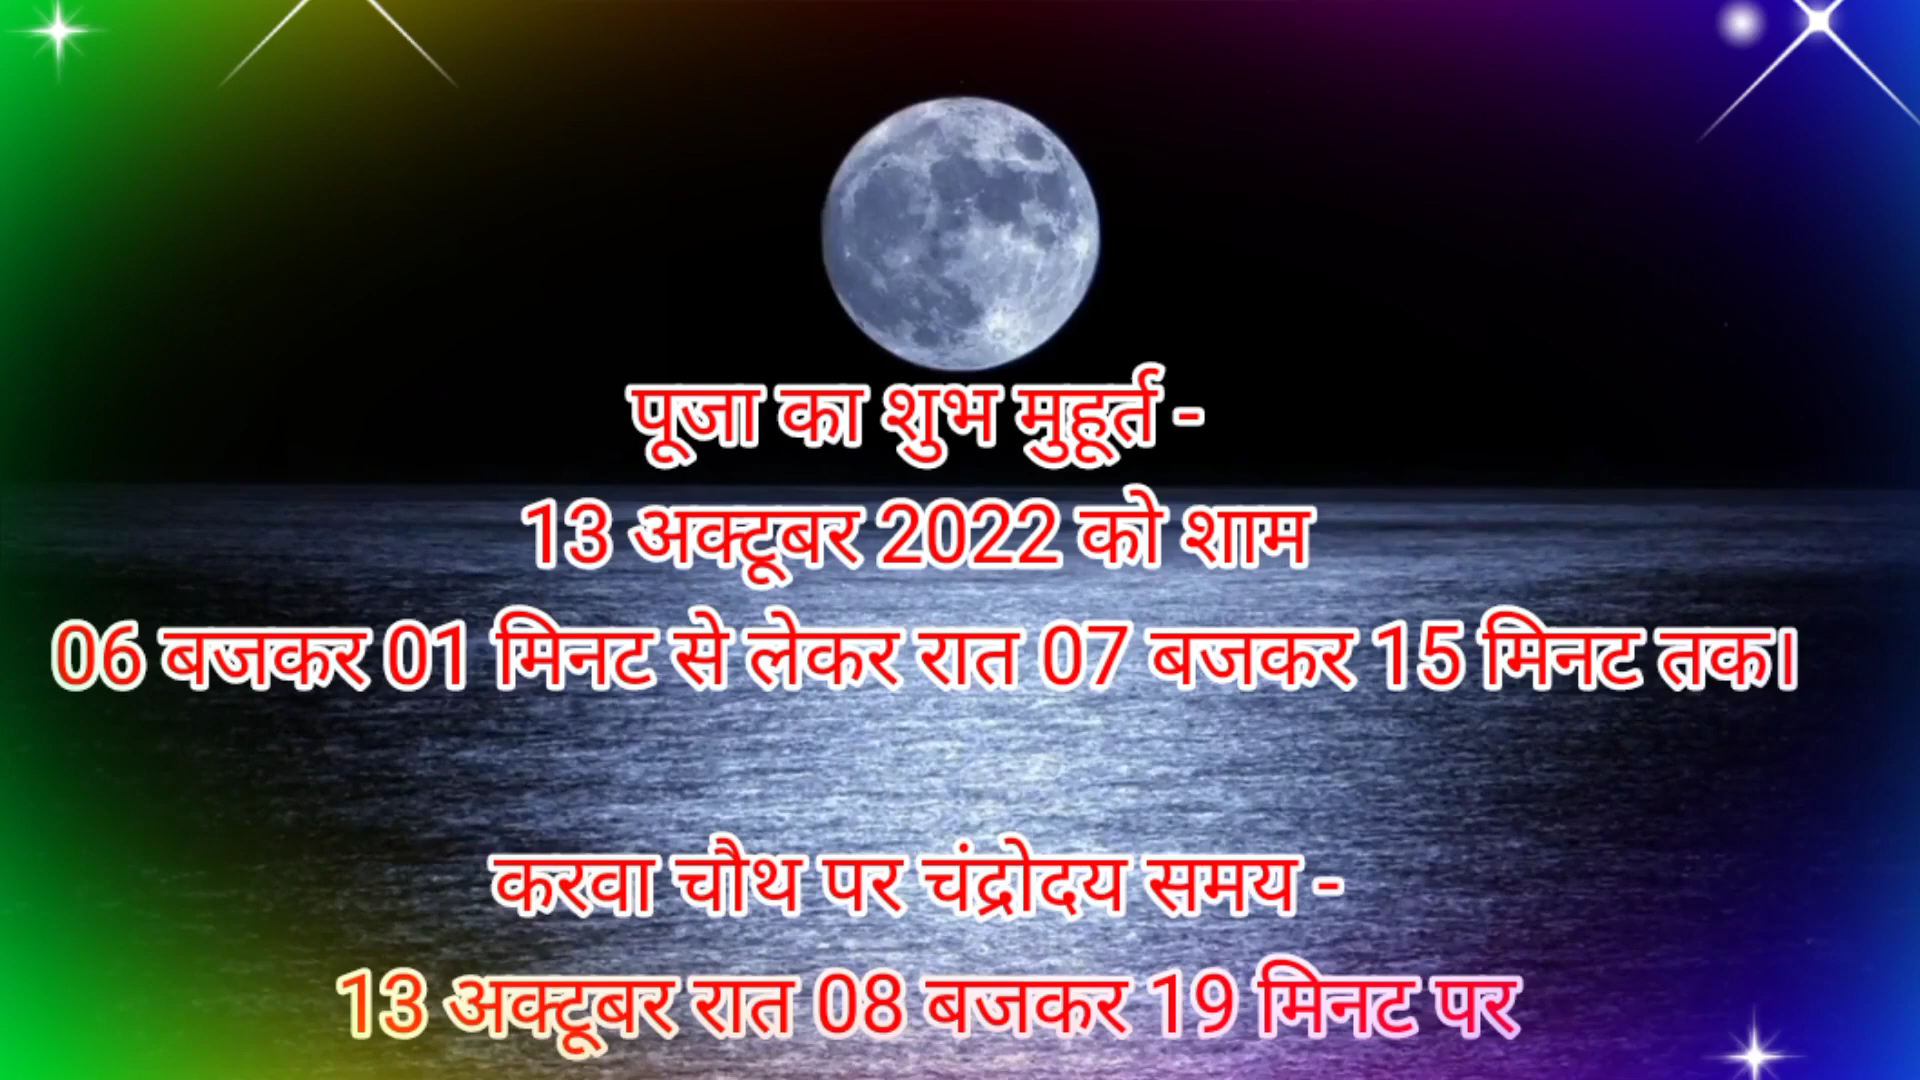 पूजा का शुभ मुहूर्त -
13 अक्टूबर 2022 को शाम
06 बजकर 01 मिनट से लेकर रात 07 बजकर 15 मिनट तक।
करवा चौथ पर चंद्रोदय समय -
13 अक्टूबर रात 08 बजकर 19 मिनट पर